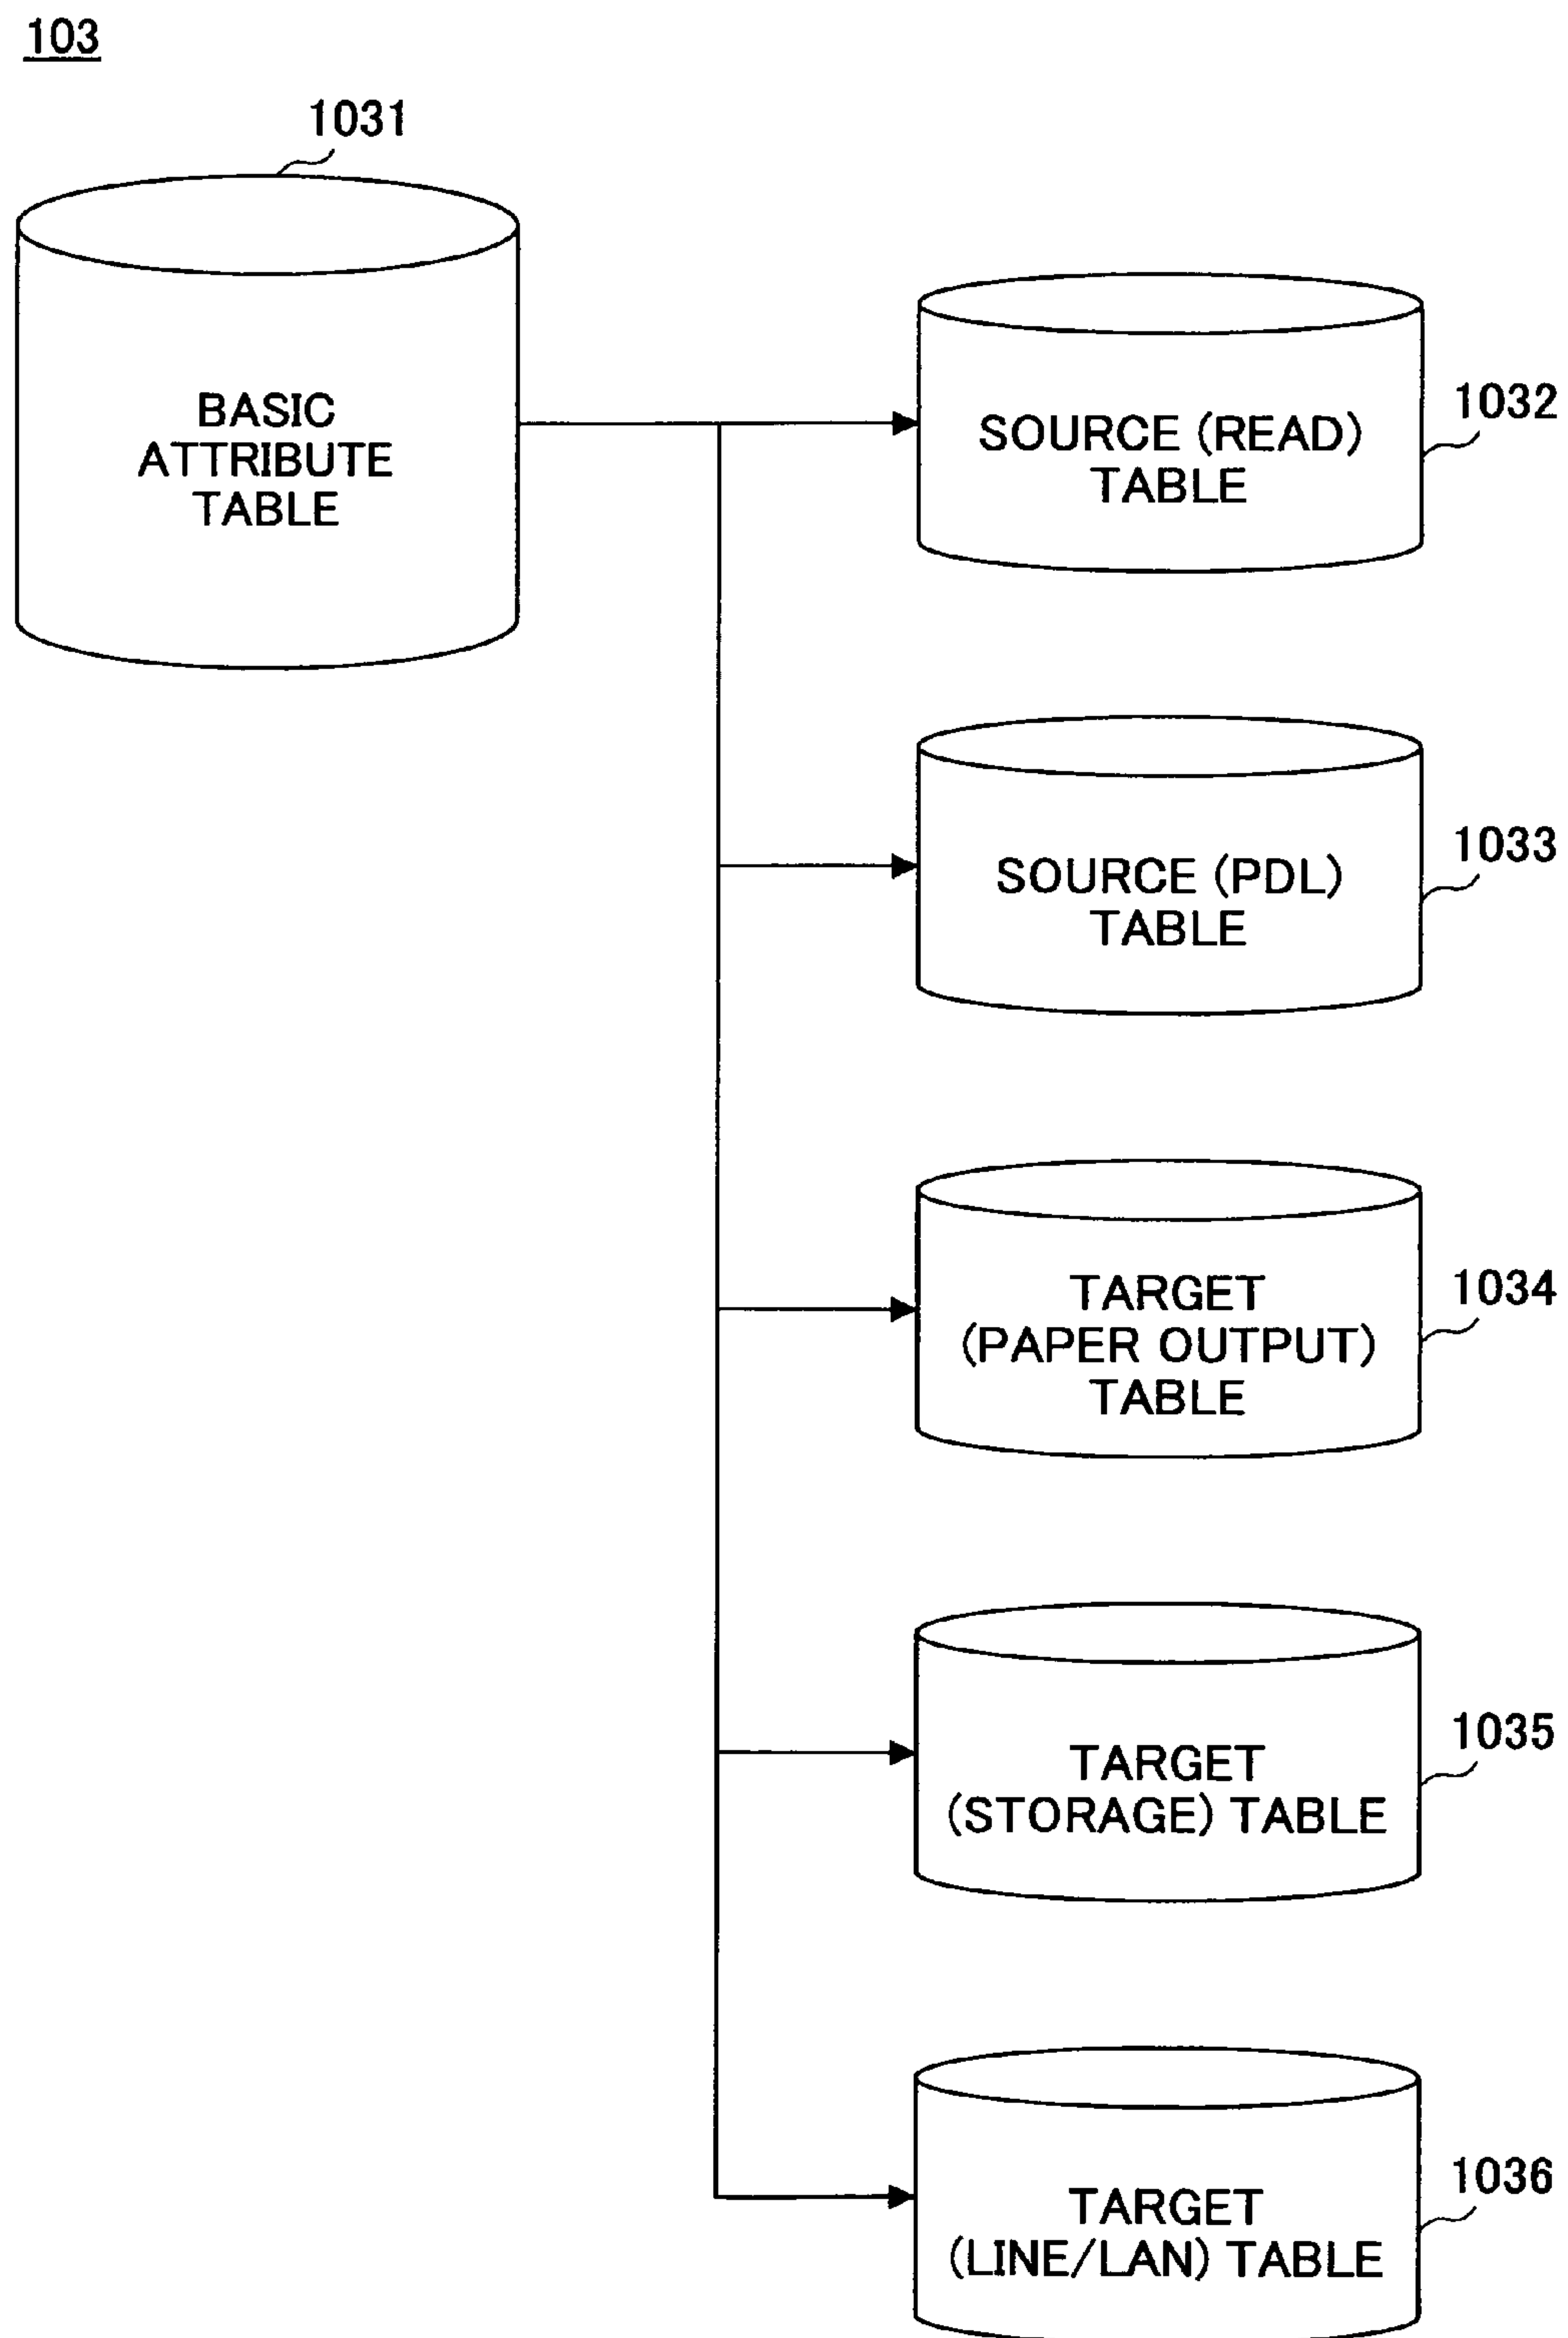 103
1031
BASIC
ATTRIBUTE
TABLE
1032
SOURCE (READ)
TABLE
1033
SOURCE (PDL)
TABLE
1034
TARGET
(PAPER OUTPUT)
TABLE
1035
TARGET
(STORAGE) TABLE
1036
TARGET
(LINE/LAN) TABLE